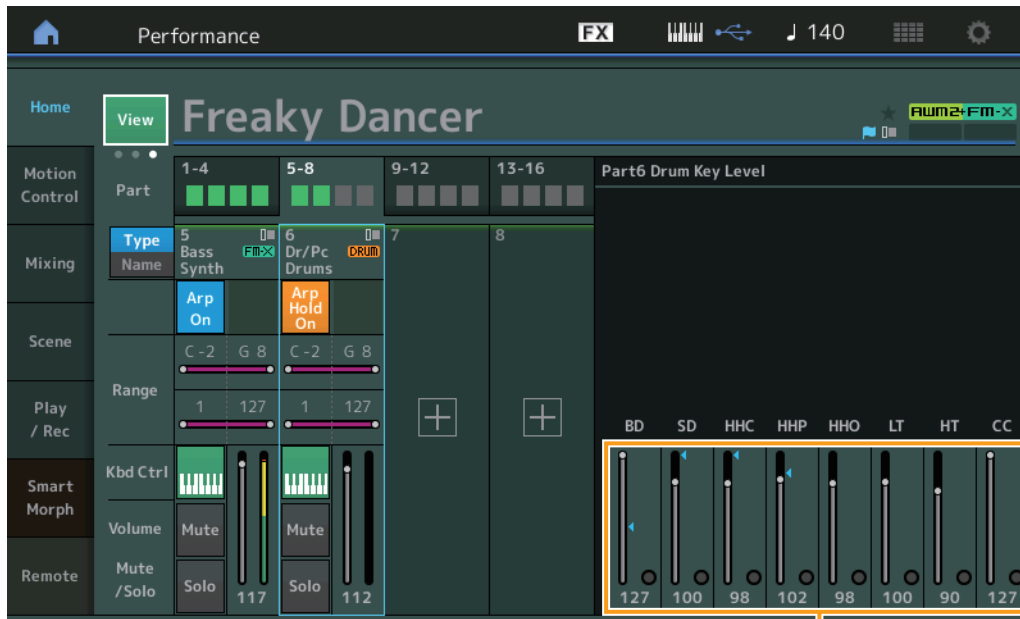 Performance FX 140
Home
View
Freaky Dancer
AWM2+ FM-X
Motion
Control
Part
1-4 5-8 9-12 13-16
Part6 Drum Key Level
Mixing
Type
Name
5
Bass FM-X
Synth
6
Dr/Pc DRUM
Drums
7
8
Arp
On
Arp
Hold
On
Scene
C -2 G 8 C -2 G 8
Range
1 127 1 127
Play
/ Rec
BD SD HHC HHP HHO LT HT CC
Kbd Ctrl
Smart
Morph
Volume
Mute Mute
Remote
Mute
/Solo
Solo 117 Solo 112
127 100 98 102 98 100 90 127